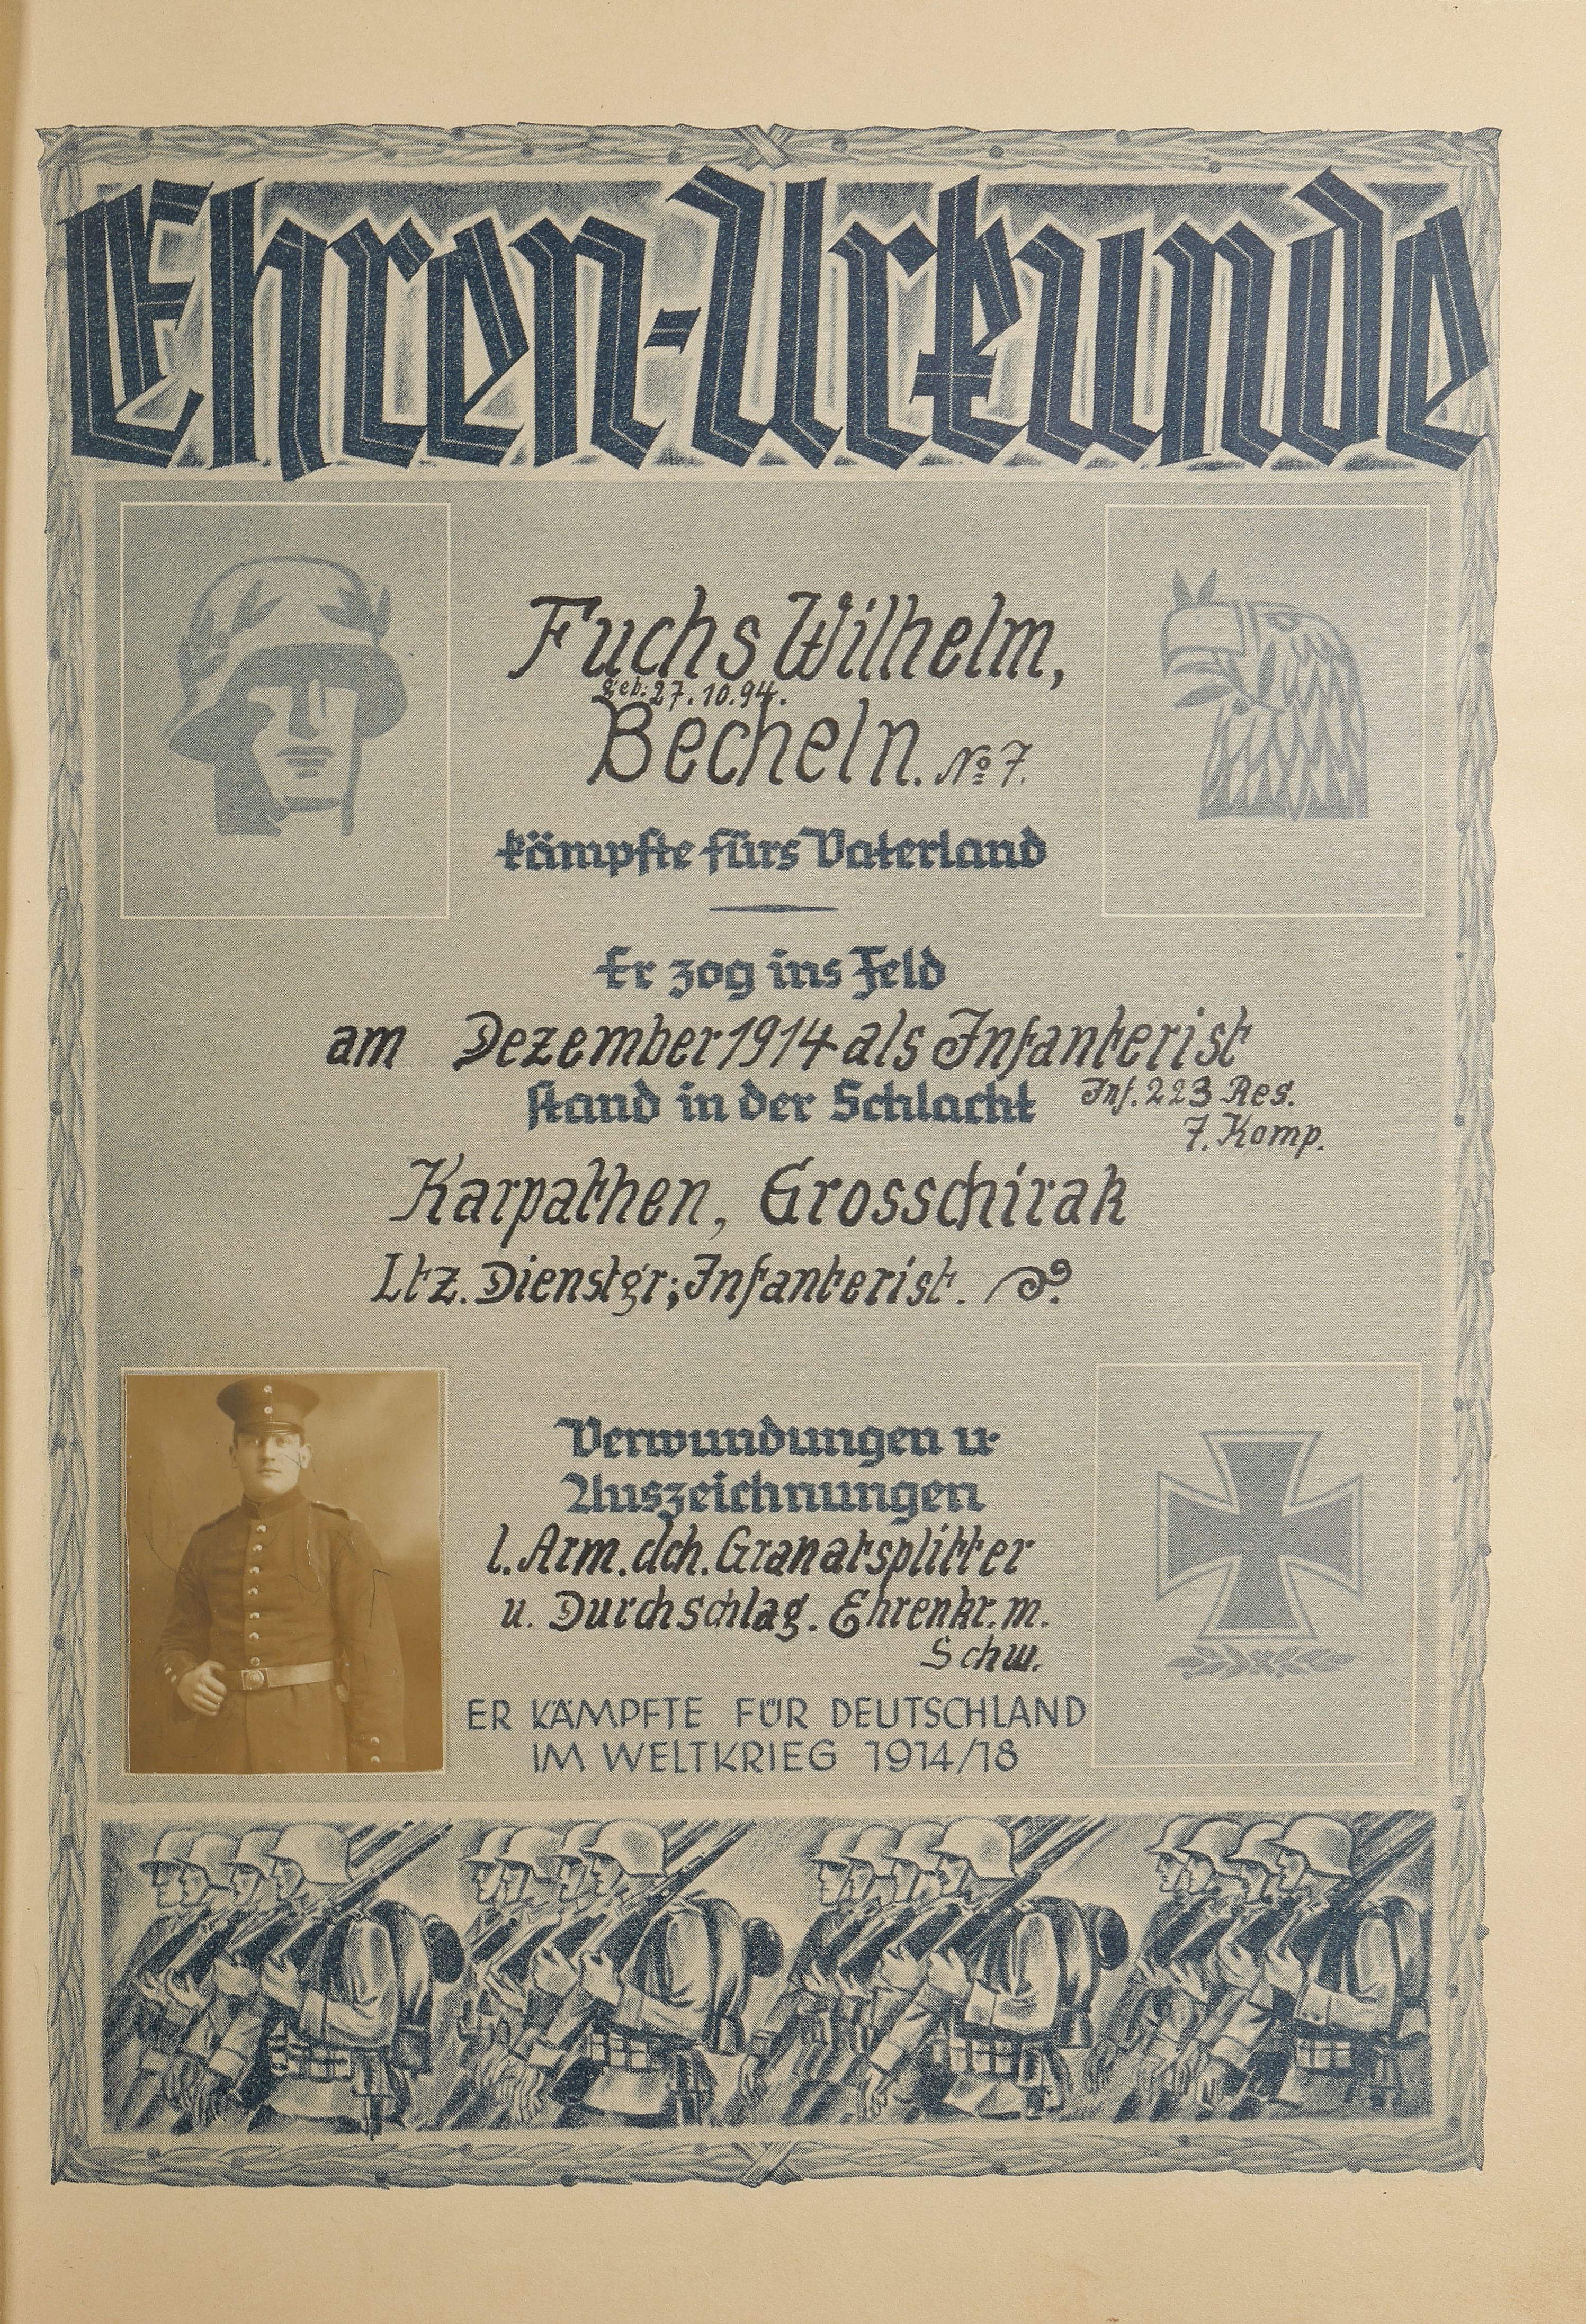 Ehren-Urkunde
Fuchs Wilhelm,
geb: 27.10.94.
Becheln. No 7.
kämpfte fürs Vaterland
Er zog ins Feld
am Dezember 1914 als Infanterist
stand in der Schlacht Inf. 223 Res.
7. Komp.
Karpathen, Grosschirak
Ltz. Dienstgr; Infanterist.
Verwundungen u.
Auszeichnungen
l. Arm. dch. Granatsplitter
u. Durchschlag. Ehrenkr. m.
Schw.
ER KÄMPFTE FÜR DEUTSCHLAND
IM WELTKRIEG 1914/18